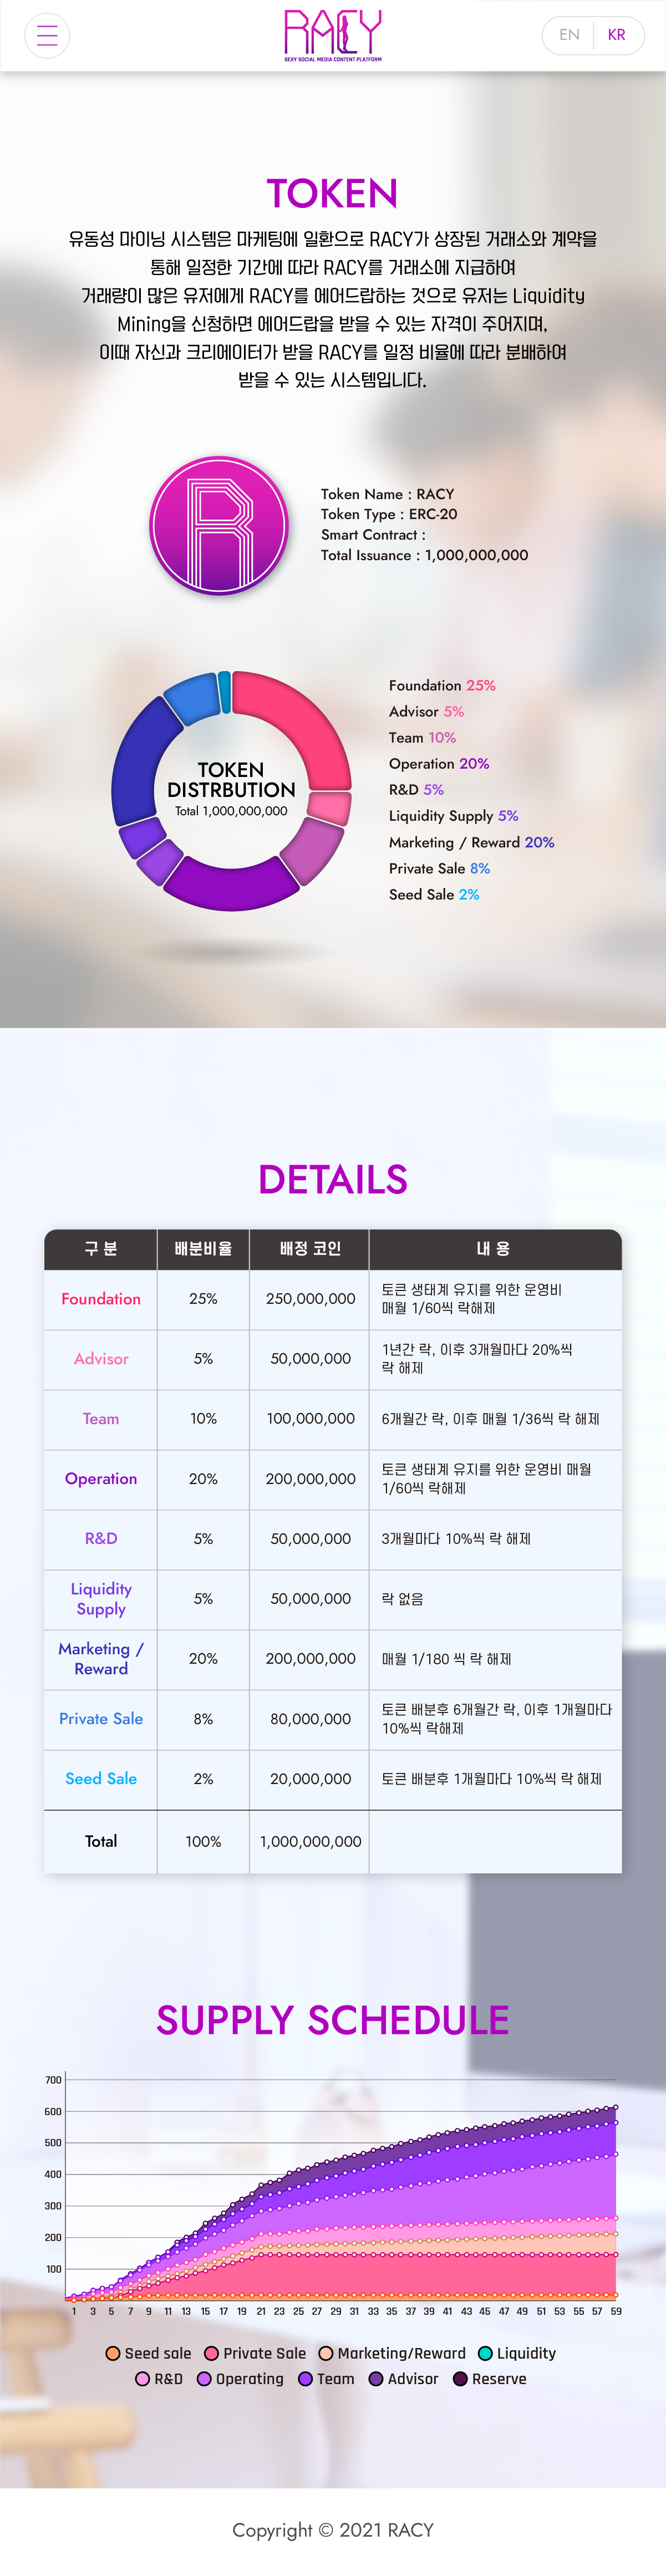 RACY
SEXY SOCIAL MEDIA CONTENT PLATFORM
EN
KR
TOKEN
유동성 마이닝 시스템은 마케팅에 일환으로 RACY가 상장된 거래소와 계약을
통해 일정한 기간에 따라 RACY를 거래소에 지급하여
거래량이 많은 유저에게 RACY를 에어드랍하는 것으로 유저는 Liquidity
Mining을 신청하면 에어드랍을 받을 수 있는 자격이 주어지며,
이때 자신과 크리에이터가 받을 RACY를 일정 비율에 따라 분배하여
받을 수 있는 시스템입니다.
R
Token Name : RACY
Token Type : ERC-20
Smart Contract :
Total Issuance : 1,000,000,000
TOKEN
DISTRBUTION
Total 1,000,000,000
Foundation 25%
Advisor 5%
Team 10%
Operation 20%
R&D 5%
Liquidity Supply 5%
Marketing / Reward 20%
Private Sale 8%
Seed Sale 2%
DETAILS
구 분 배분비율 배정 코인 내 용
Foundation 25% 250,000,000 토큰 생태계 유지를 위한 운영비
매월 1/60씩 락해제
Advisor 5% 50,000,000 1년간 락, 이후 3개월마다 20%씩
락 해제
Team 10% 100,000,000 6개월간 락, 이후 매월 1/36씩 락 해제
Operation 20% 200,000,000 토큰 생태계 유지를 위한 운영비 매월
1/60씩 락해제
R&D 5% 50,000,000 3개월마다 10%씩 락 해제
Liquidity
Supply 5% 50,000,000 락 없음
Marketing /
Reward 20% 200,000,000 매월 1/180 씩 락 해제
Private Sale 8% 80,000,000 토큰 배분후 6개월간 락, 이후 1개월마다
10%씩 락해제
Seed Sale 2% 20,000,000 토큰 배분후 1개월마다 10%씩 락 해제
Total 100% 1,000,000,000
SUPPLY SCHEDULE
700
600
500
400
300
200
100
1 3 5 7 9 11 13 15 17 19 21 23 25 27 29 31 33 35 37 39 41 43 45 47 49 51 53 55 57 59
Seed sale Private Sale Marketing/Reward Liquidity
R&D Operating Team Advisor Reserve
Copyright © 2021 RACY